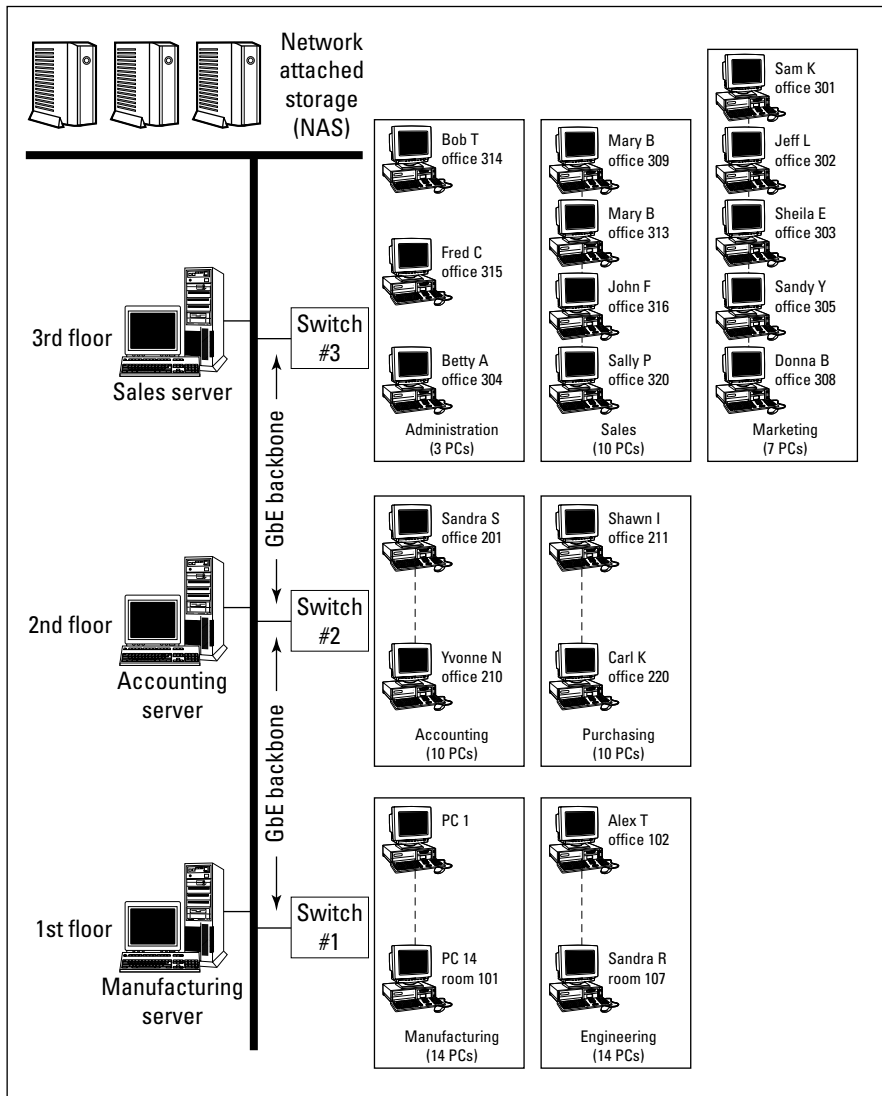 Network
attached
storage
(NAS)
3rd floor
Sales server
Switch
#3
GbE backbone
2nd floor
Accounting
server
Switch
#2
GbE backbone
1st floor
Manufacturing
server
Switch
#1
Bob T
office 314
Fred C
office 315
Betty A
office 304
Administration
(3 PCs)
Mary B
office 309
Mary B
office 313
John F
office 316
Sally P
office 320
Sales
(10 PCs)
Sam K
office 301
Jeff L
office 302
Sheila E
office 303
Sandy Y
office 305
Donna B
office 308
Marketing
(7 PCs)
Sandra S
office 201
Yvonne N
office 210
Accounting
(10 PCs)
Shawn I
office 211
Carl K
office 220
Purchasing
(10 PCs)
PC 1
PC 14
room 101
Manufacturing
(14 PCs)
Alex T
office 102
Sandra R
room 107
Engineering
(14 PCs)